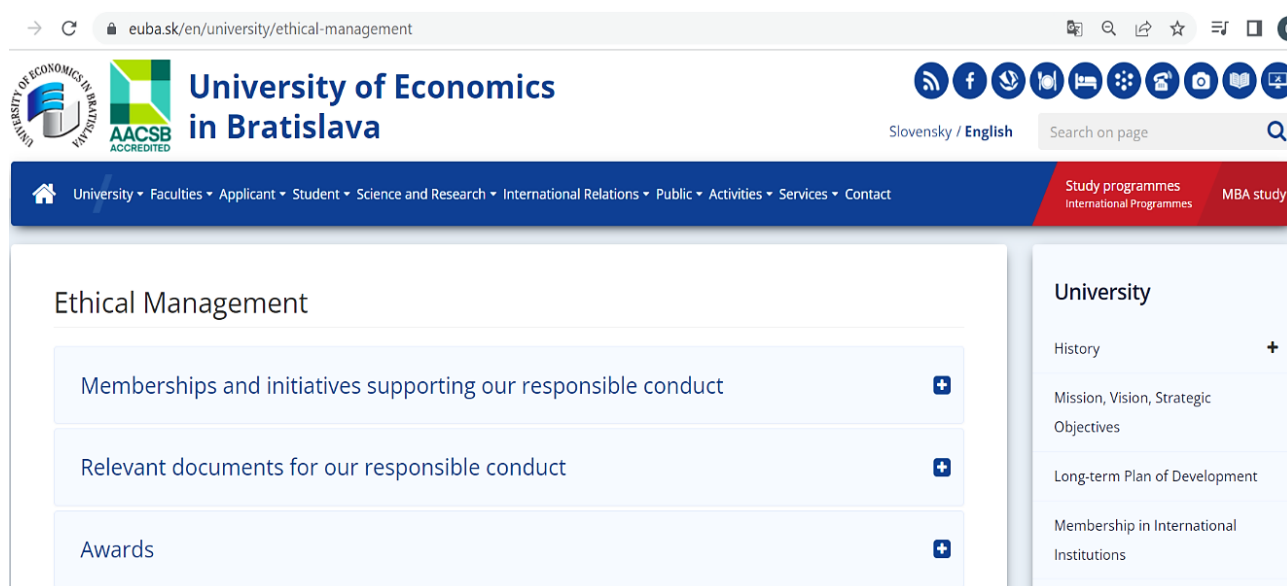 euba.sk/en/university/ethical-management
UNIVERSITY OF ECONOMICS IN BRATISLAVA
AACSB
ACCREDITED
University of Economics
in Bratislava
Slovensky / English
Search on page
University Faculties Applicant Student Science and Research International Relations Public Activities Services Contact
Study programmes
International Programmes
MBA study
Ethical Management
Memberships and initiatives supporting our responsible conduct
Relevant documents for our responsible conduct
Awards
University
History
Mission, Vision, Strategic
Objectives
Long-term Plan of Development
Membership in International
Institutions